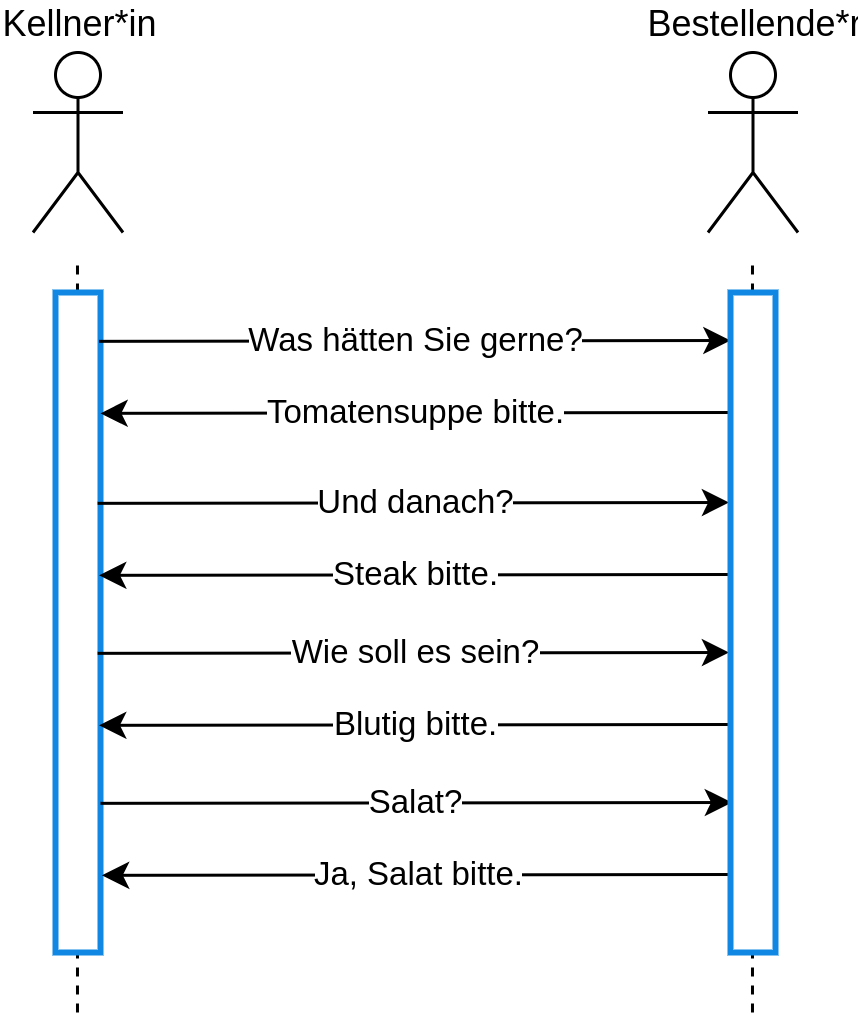 Kellner*in
Bestellende*r
Was hätten Sie gerne?
Tomatensuppe bitte.
Und danach?
Steak bitte.
Wie soll es sein?
Blutig bitte.
Salat?
Ja, Salat bitte.